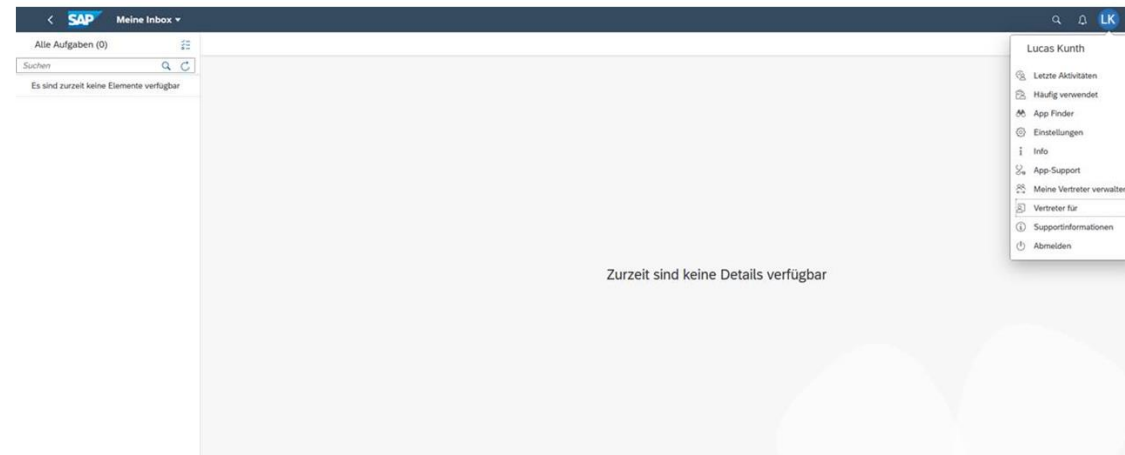 SAP Meine Inbox
LK
Alle Aufgaben (0)
Suchen
Es sind zurzeit keine Elemente verfügbar
Zurzeit sind keine Details verfügbar
Lucas Kunth
Letzte Aktivitäten
Häufig verwendet
App Finder
Einstellungen
Info
App-Support
Meine Vertreter verwalten
Vertreter für
Supportinformationen
Abmelden